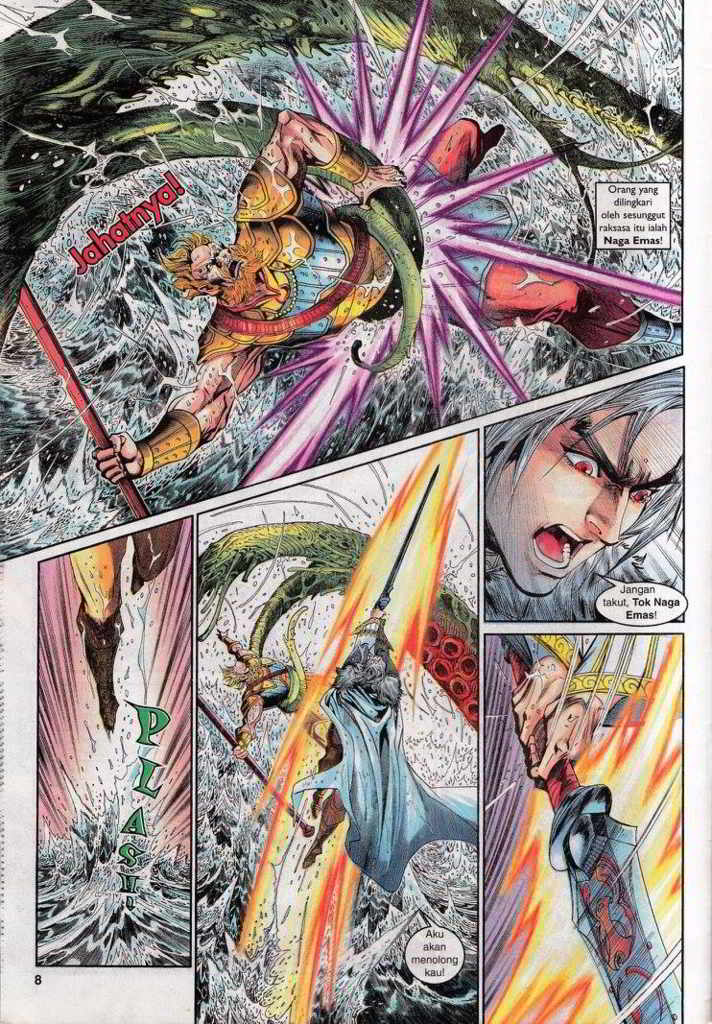 Jahatnya!
Orang yang
dilingkari
oleh sesunggut
raksasa itu ialah
Naga Emas!
Jangan
takut, Tok Naga
Emas!
PLASH!
Aku
akan
menolong
kau!
8